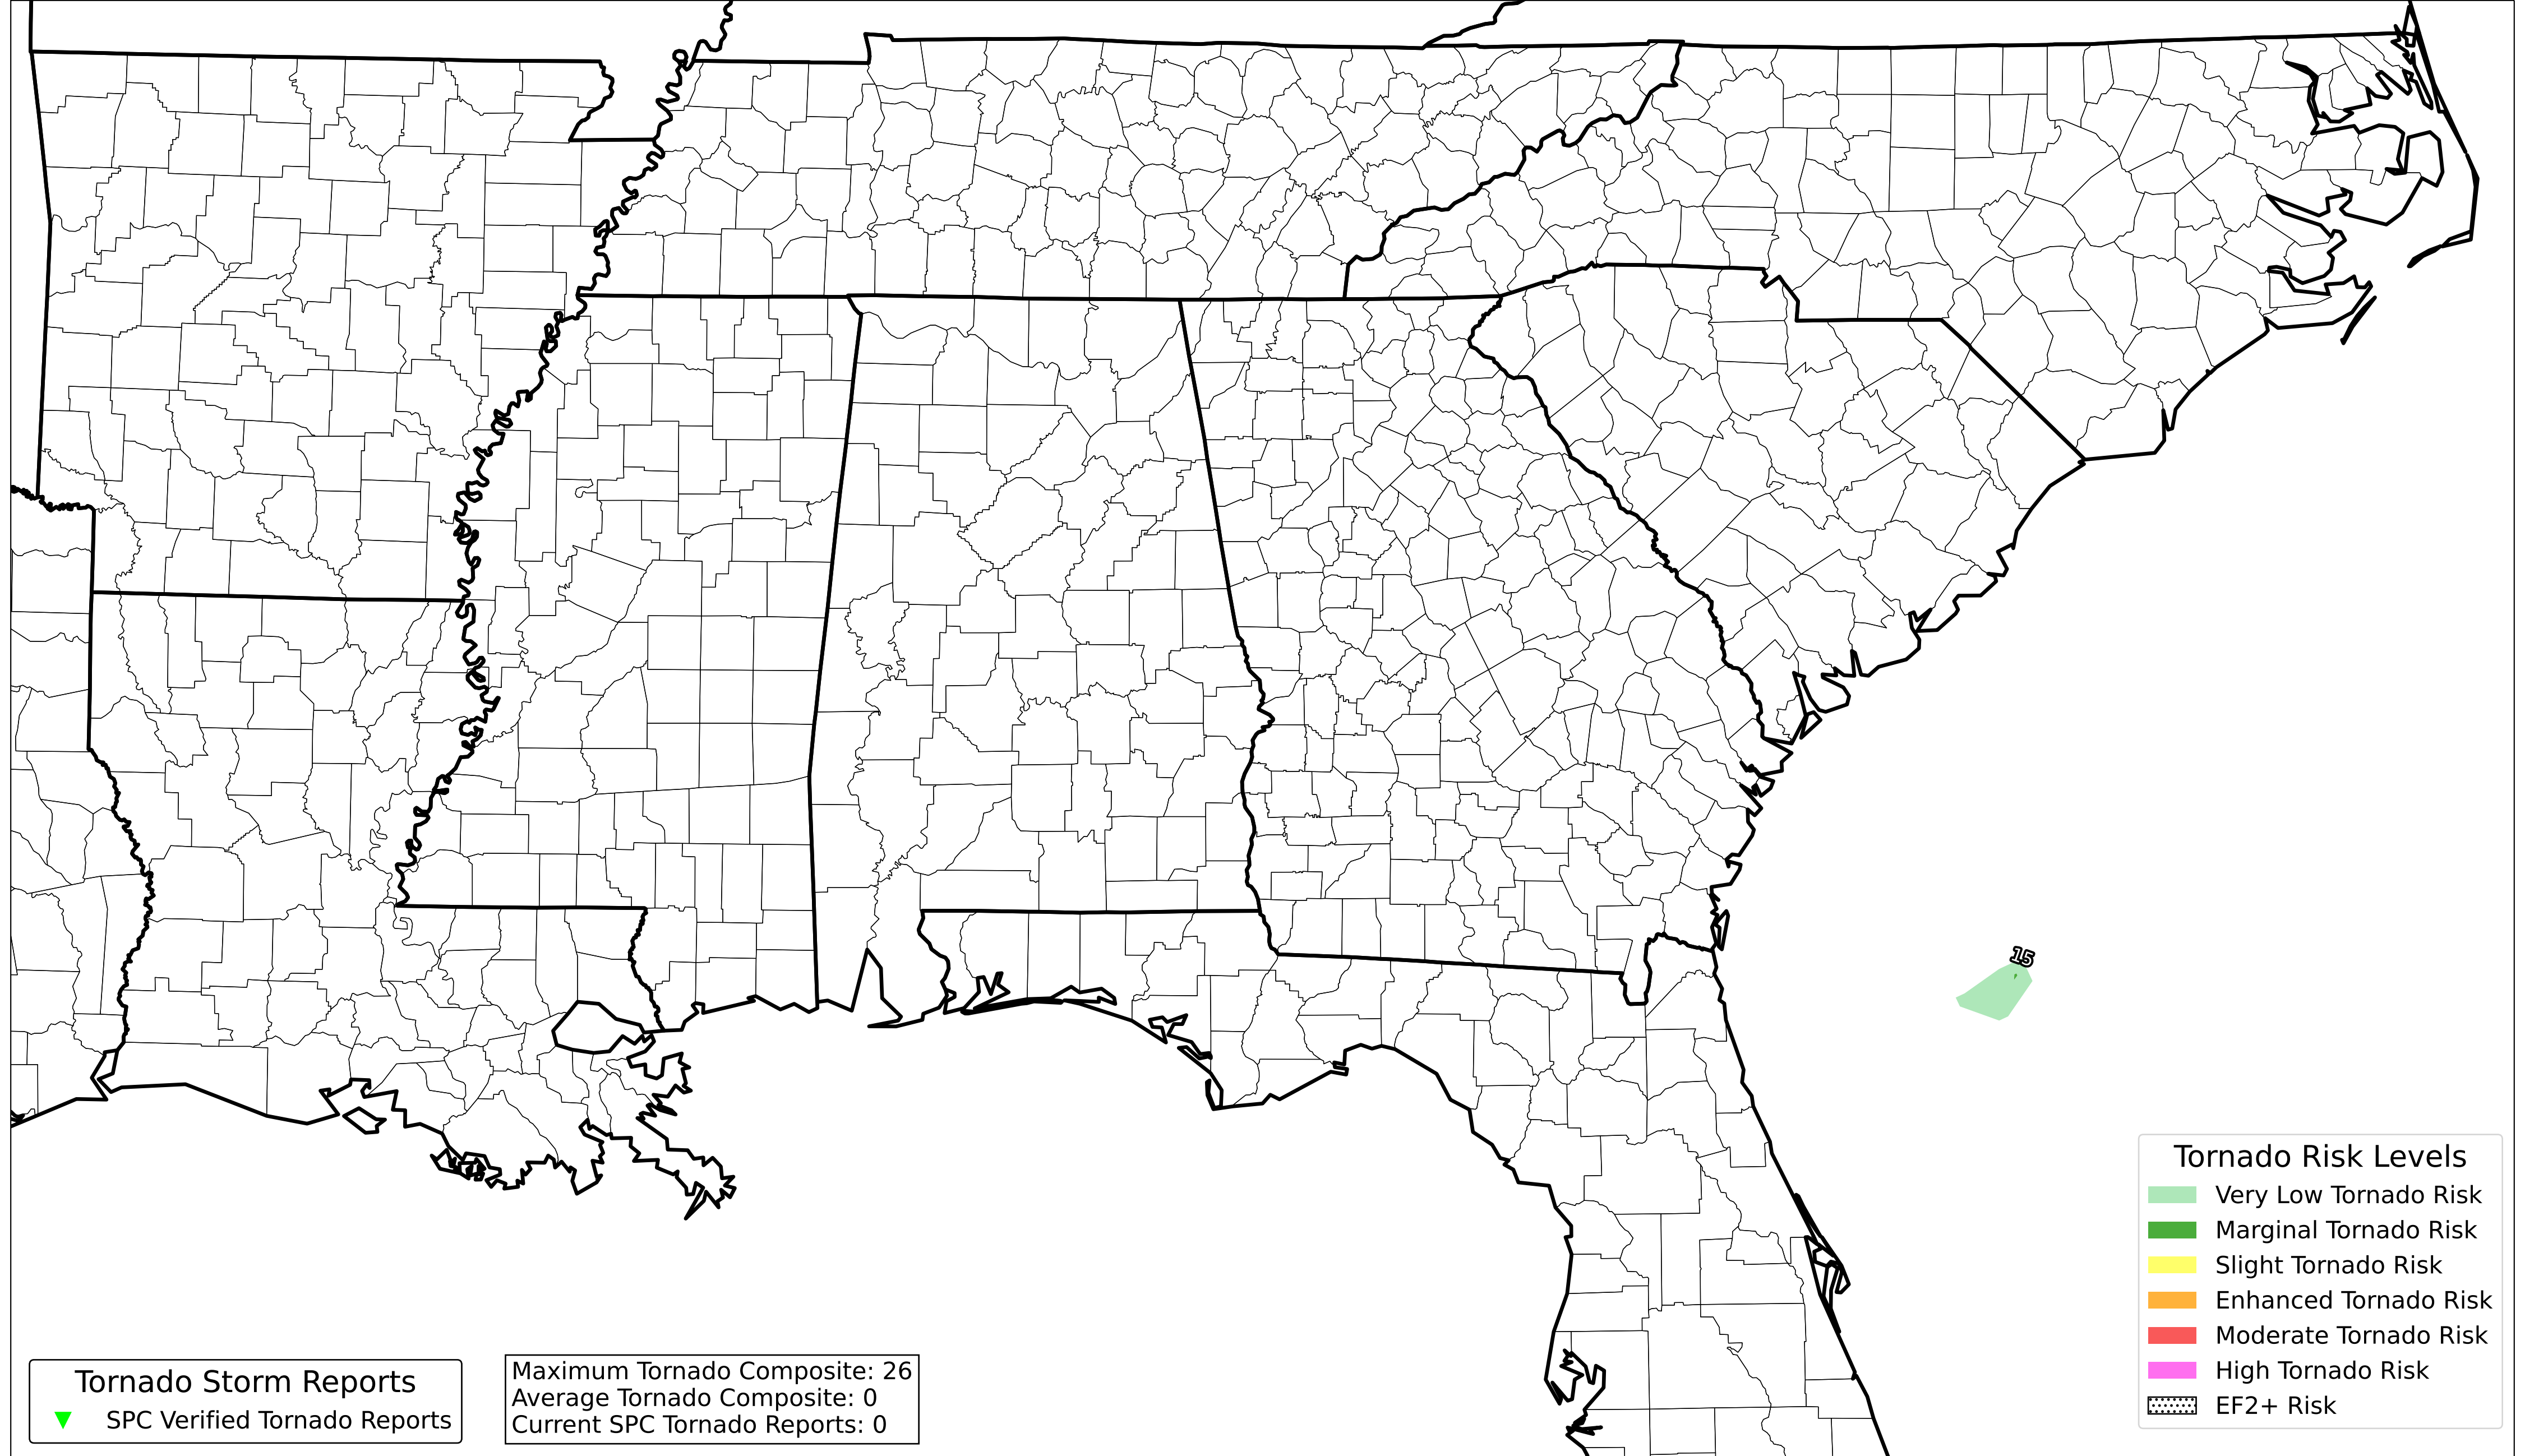 15
Tornado Risk Levels
Very Low Tornado Risk
Marginal Tornado Risk
Slight Tornado Risk
Enhanced Tornado Risk
Moderate Tornado Risk
High Tornado Risk
EF2+ Risk
Tornado Storm Reports
SPC Verified Tornado Reports
Maximum Tornado Composite: 26
Average Tornado Composite: 0
Current SPC Tornado Reports: 0